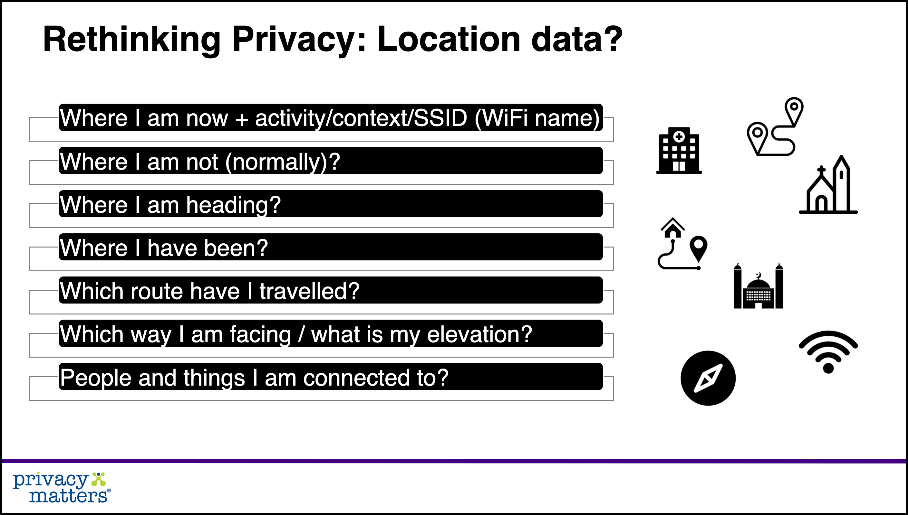 Rethinking Privacy: Location data?
Where I am now + activity/context/SSID (WiFi name)
Where I am not (normally)?
Where I am heading?
Where I have been?
Which route have I travelled?
Which way I am facing / what is my elevation?
People and things I am connected to?
privacy
matters®